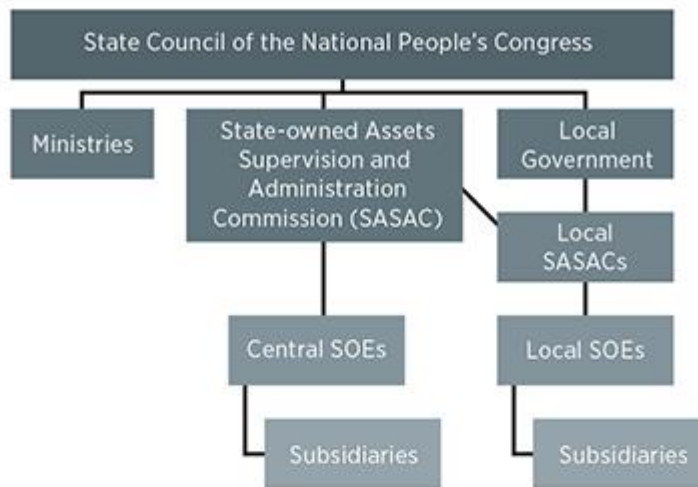 State Council of the National People’s Congress
Ministries
State-owned Assets
Supervision and
Administration
Commission (SASAC)
Local
Government
Local
SASACs
Central SOEs
Local SOEs
Subsidiaries
Subsidiaries